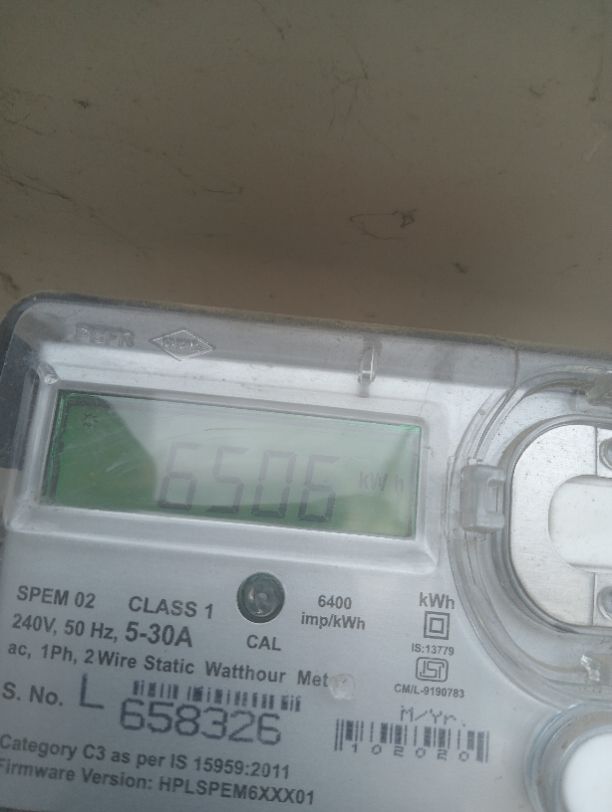 6506 kWh
SPEM 02 CLASS 1
240V, 50 Hz, 5-30A
CAL
6400
imp/kWh
kWh
IS:13779
ISI
CM/L-9190783
ac, 1Ph, 2 Wire Static Watthour
S. No. L 658326
M/Yr.
102020
Category C3 as per IS 15959:2011
Firmware Version: HPLSPEM6XXX01